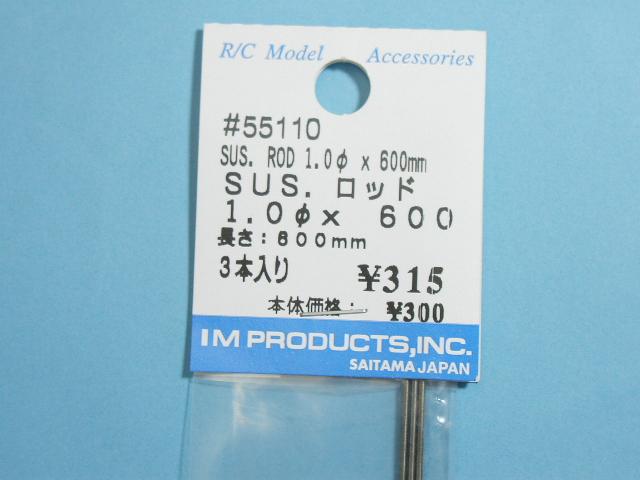 R/C Model Accessories
#55110
SUS. ROD 1.0φ x 600mm
SUS. ロッド
1.0φx 600
長さ:600mm
3本入り ¥315
本体価格: ¥300
IM PRODUCTS,INC.
SAITAMA JAPAN